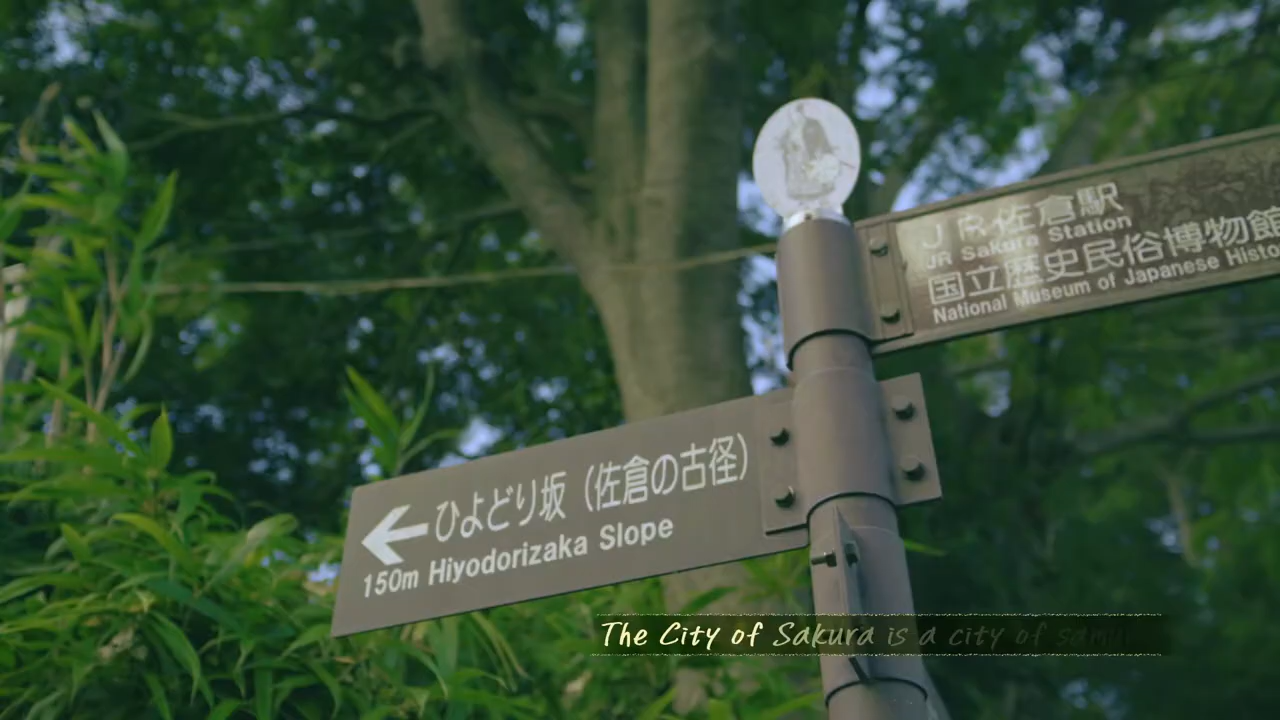 JR佐倉駅
JR Sakura Station
国立歴史民俗博物館
National Museum of Japanese
ひよどり坂（佐倉の古径）
150m Hiyodorizaka Slope
The City of Sakura is a city of